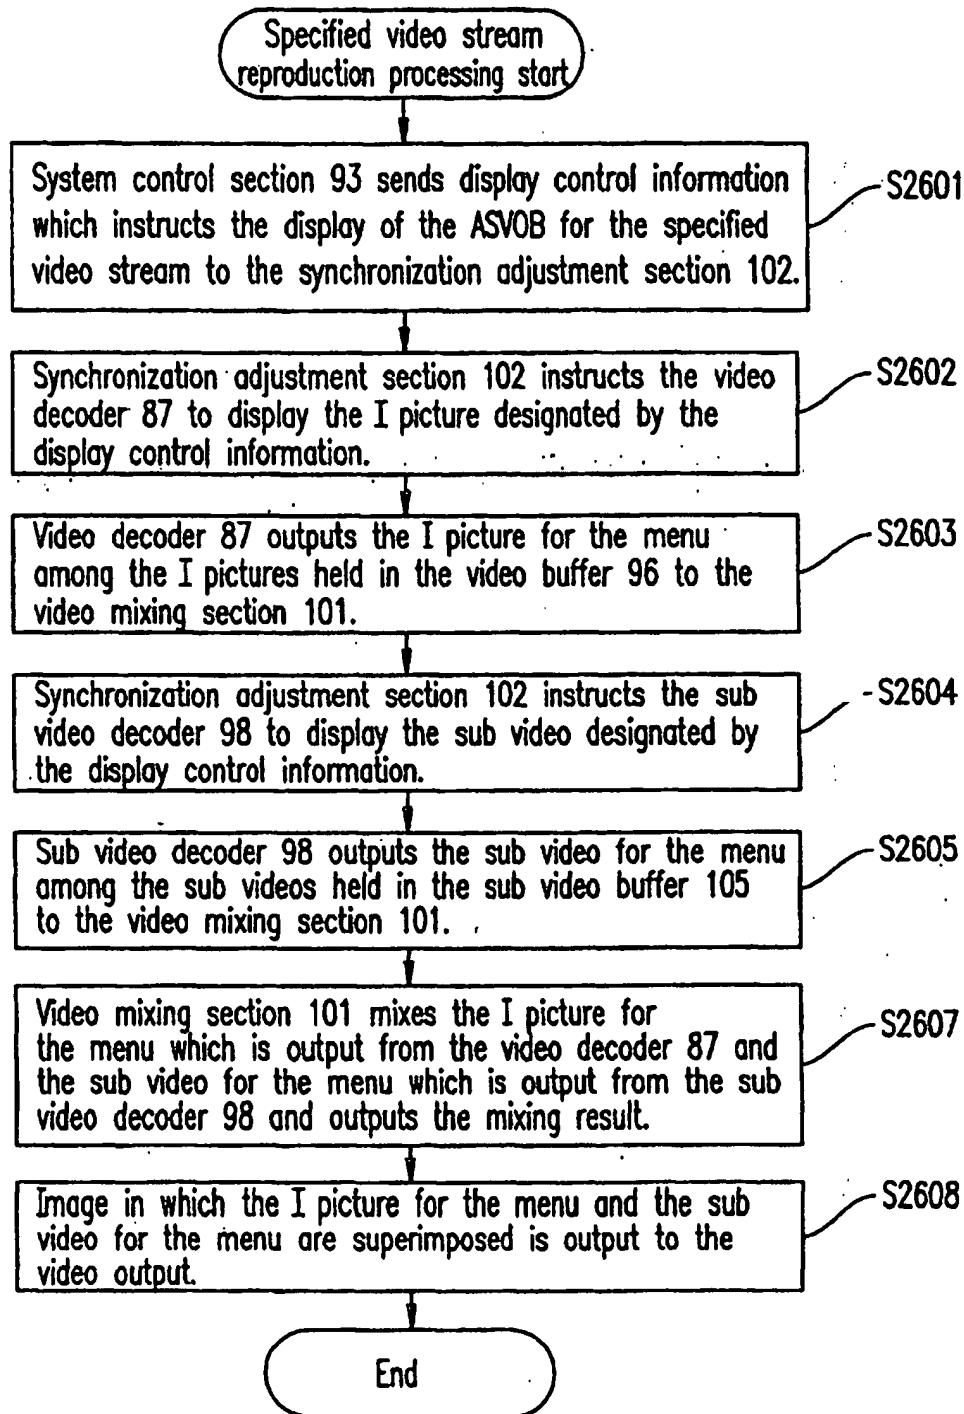 Specified video stream
reproduction processing start
System control section 93 sends display control information
which instructs the display of the ASVOB for the specified
video stream to the synchronization adjustment section 102.
S2601
Synchronization adjustment section 102 instructs the video
decoder 87 to display the I picture designated by the
display control information.
S2602
Video decoder 87 outputs the I picture for the menu
among the I pictures held in the video buffer 96 to the
video mixing section 101.
S2603
Synchronization adjustment section 102 instructs the sub
video decoder 98 to display the sub video designated by
the display control information.
S2604
Sub video decoder 98 outputs the sub video for the menu
among the sub videos held in the sub video buffer 105
to the video mixing section 101.
S2605
Video mixing section 101 mixes the I picture for
the menu which is output from the video decoder 87 and
the sub video for the menu which is output from the sub
video decoder 98 and outputs the mixing result.
S2607
Image in which the I picture for the menu and the sub
video for the menu are superimposed is output to the
video output.
S2608
End